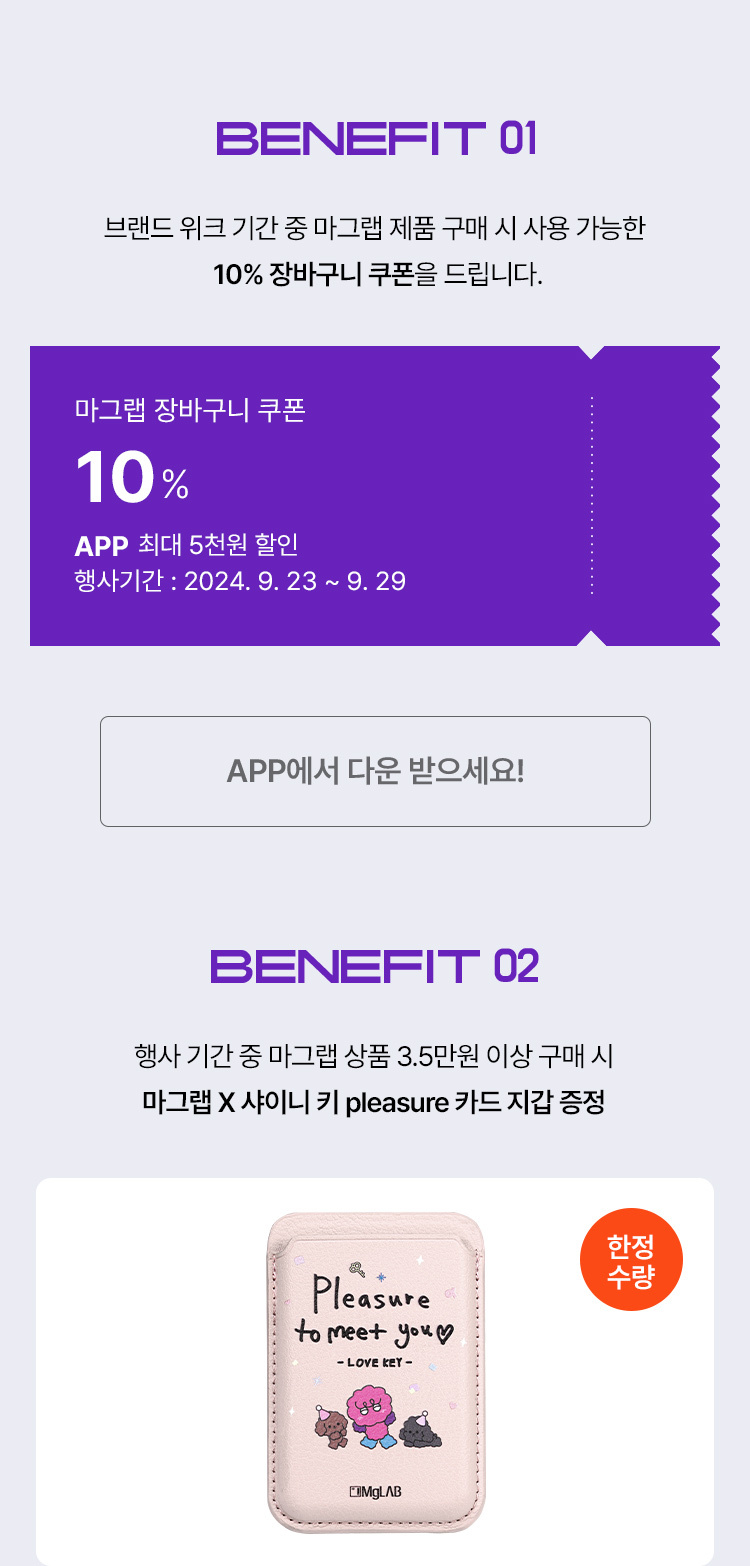 BENEFIT 01
브랜드 위크 기간 중 마그랩 제품 구매 시 사용 가능한
10% 장바구니 쿠폰을 드립니다.
마그랩 장바구니 쿠폰
10%
APP 최대 5천원 할인
행사기간 : 2024. 9. 23 ~ 9. 29
APP에서 다운 받으세요!
BENEFIT 02
행사 기간 중 마그랩 상품 3.5만원 이상 구매 시
마그랩 X 샤이니 키 pleasure 카드 지갑 증정
한정
수량
Pleasure
to meet you
- LOVE KEY -
MgLAB